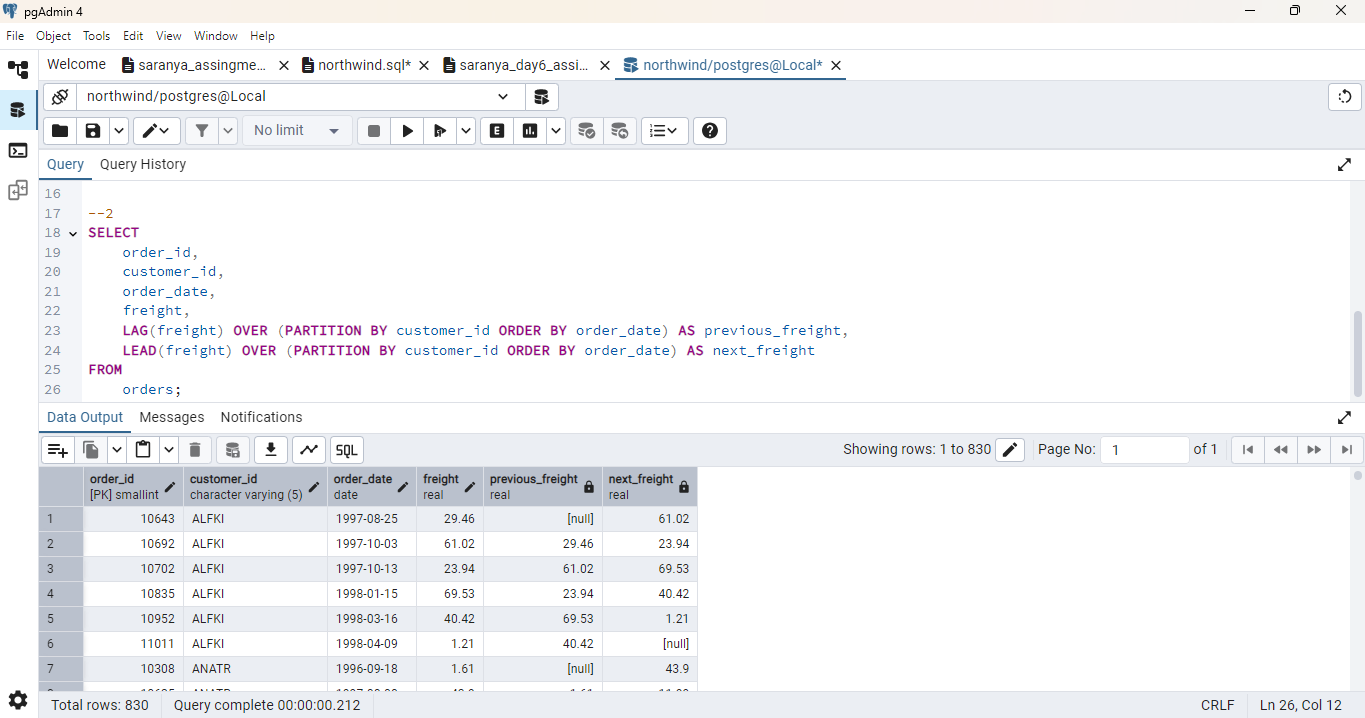 pgAdmin 4
File Object Tools Edit View Window Help
Welcome saranya_assingme... northwind.sql* saranya_day6_assi... northwind/postgres@Local*
northwind/postgres@Local
No limit E
Query Query History
16
17 --2
18 SELECT
19 order_id,
20 customer_id,
21 order_date,
22 freight,
23 LAG(freight) OVER (PARTITION BY customer_id ORDER BY order_date) AS previous_freight,
24 LEAD(freight) OVER (PARTITION BY customer_id ORDER BY order_date) AS next_freight
25 FROM
26 orders;
Data Output Messages Notifications
SQL Showing rows: 1 to 830 Page No: 1 of 1
order_id customer_id order_date freight previous_freight next_freight
[PK] smallint character varying (5) date real real real
1 10643 ALFKI 1997-08-25 29.46 [null] 61.02
2 10692 ALFKI 1997-10-03 61.02 29.46 23.94
3 10702 ALFKI 1997-10-13 23.94 61.02 69.53
4 10835 ALFKI 1998-01-15 69.53 23.94 40.42
5 10952 ALFKI 1998-03-16 40.42 69.53 1.21
6 11011 ALFKI 1998-04-09 1.21 40.42 [null]
7 10308 ANATR 1996-09-18 1.61 [null] 43.9
Total rows: 830 Query complete 00:00:00.212 CRLF Ln 26, Col 12